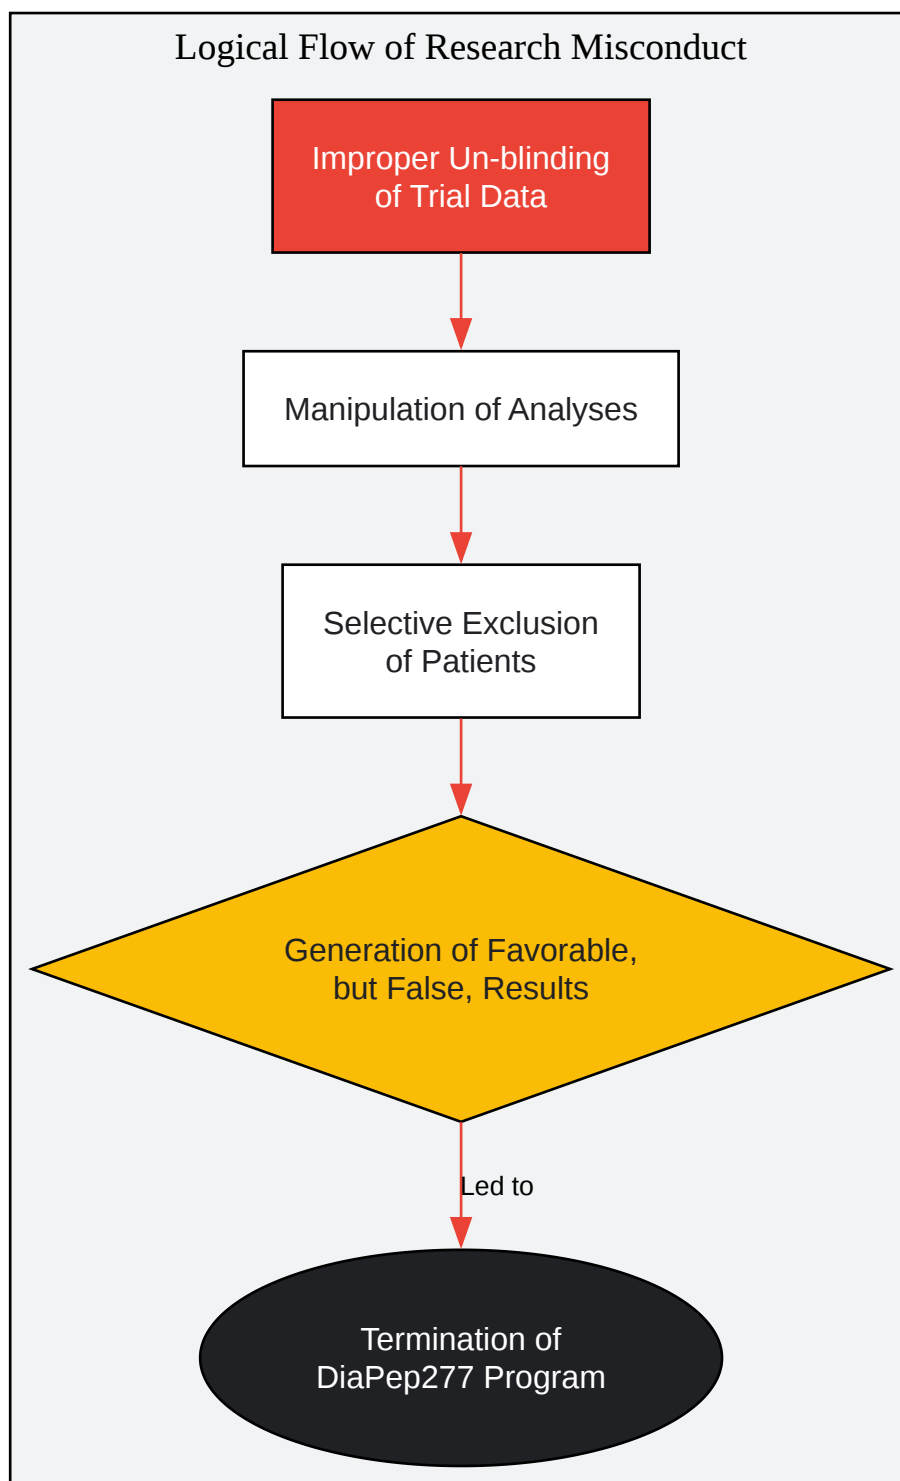 Logical Flow of Research Misconduct
Improper Un-blinding
of Trial Data
Manipulation of Analyses
Selective Exclusion
of Patients
Generation of Favorable,
but False, Results
Led to
Termination of
DiaPep277 Program